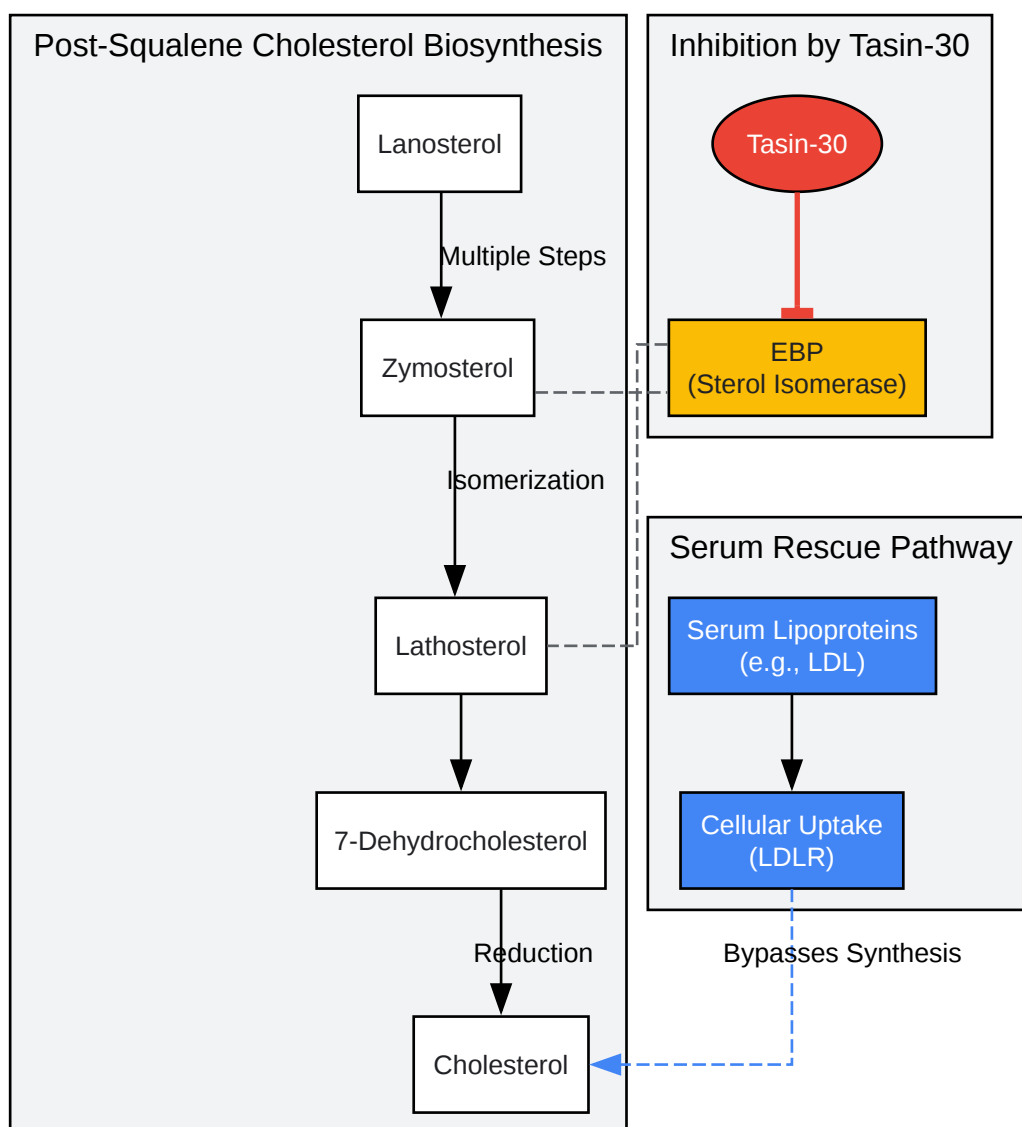 Post-Squalene Cholesterol Biosynthesis
Lanosterol
Multiple Steps
Zymosterol
Isomerization
Lathosterol
7-Dehydrocholesterol
Reduction
Cholesterol
Inhibition by Tasin-30
Tasin-30
EBP
(Sterol Isomerase)
Serum Rescue Pathway
Serum Lipoproteins
(e.g., LDL)
Cellular Uptake
(LDLR)
Bypasses Synthesis